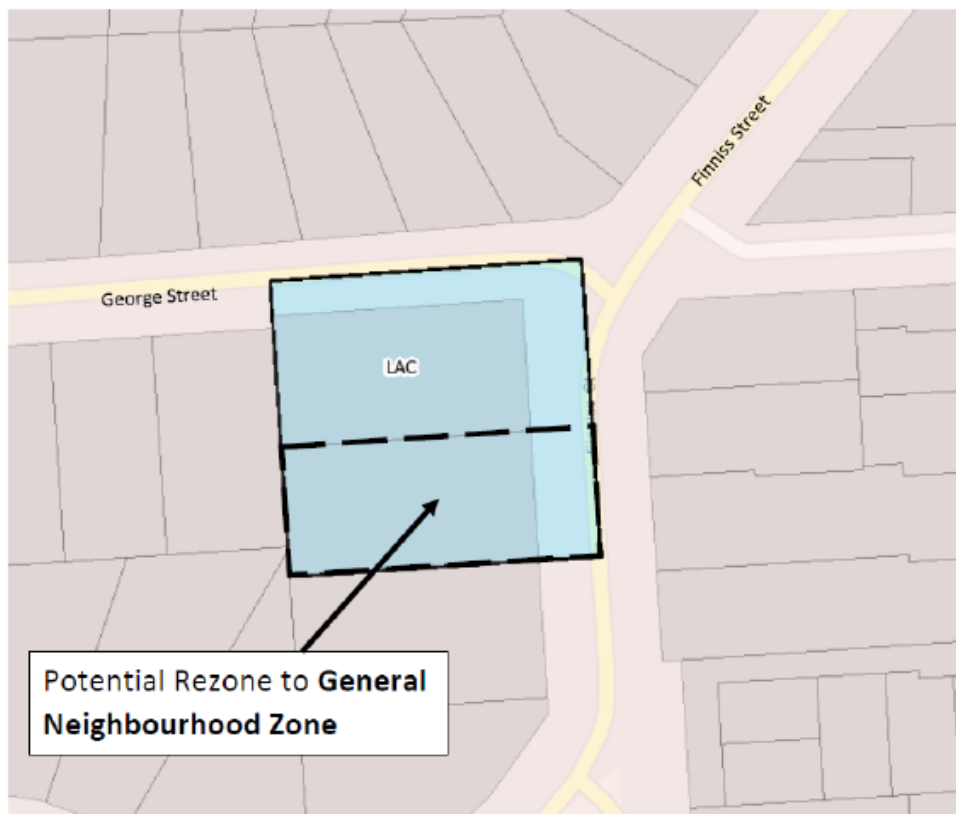 Finniss Street
George Street
LAC
Potential Rezone to General
Neighbourhood Zone